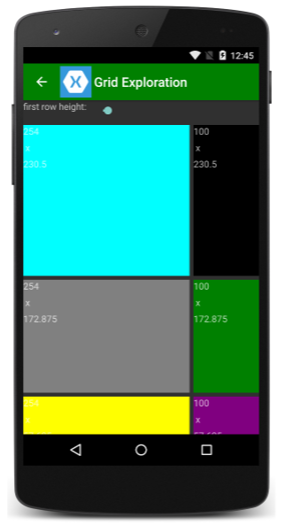 12:45
Grid Exploration
first row height:
254
x
230.5
100
x
230.5
254
x
172.875
100
x
172.875
254
x
100
x